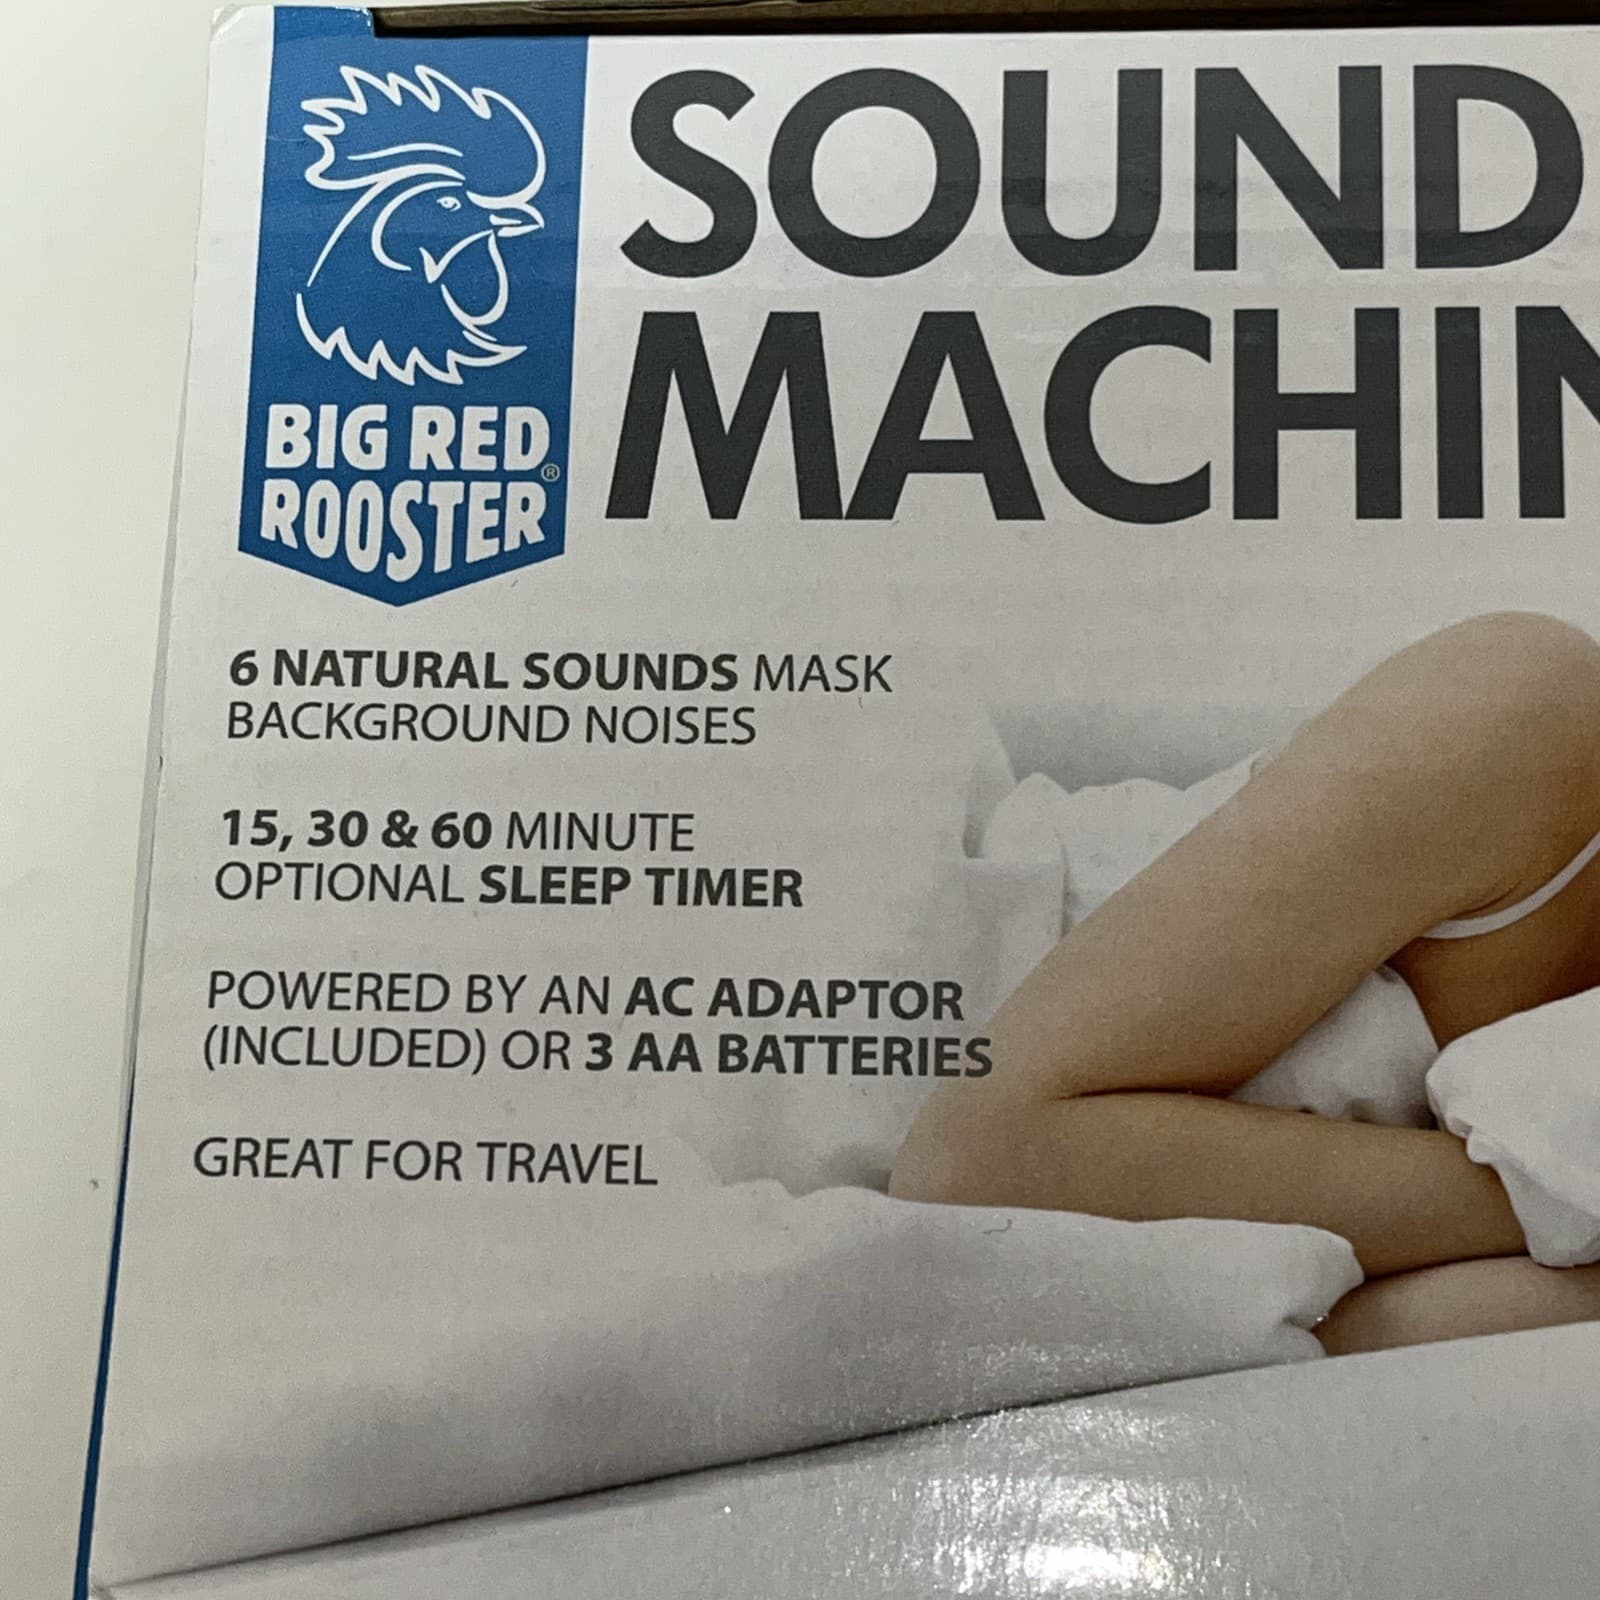 SOUND
MACHIN
BIG RED
ROOSTER®
6 NATURAL SOUNDS MASK
BACKGROUND NOISES
15, 30 & 60 MINUTE
OPTIONAL SLEEP TIMER
POWERED BY AN AC ADAPTOR
(INCLUDED) OR 3 AA BATTERIES
GREAT FOR TRAVEL